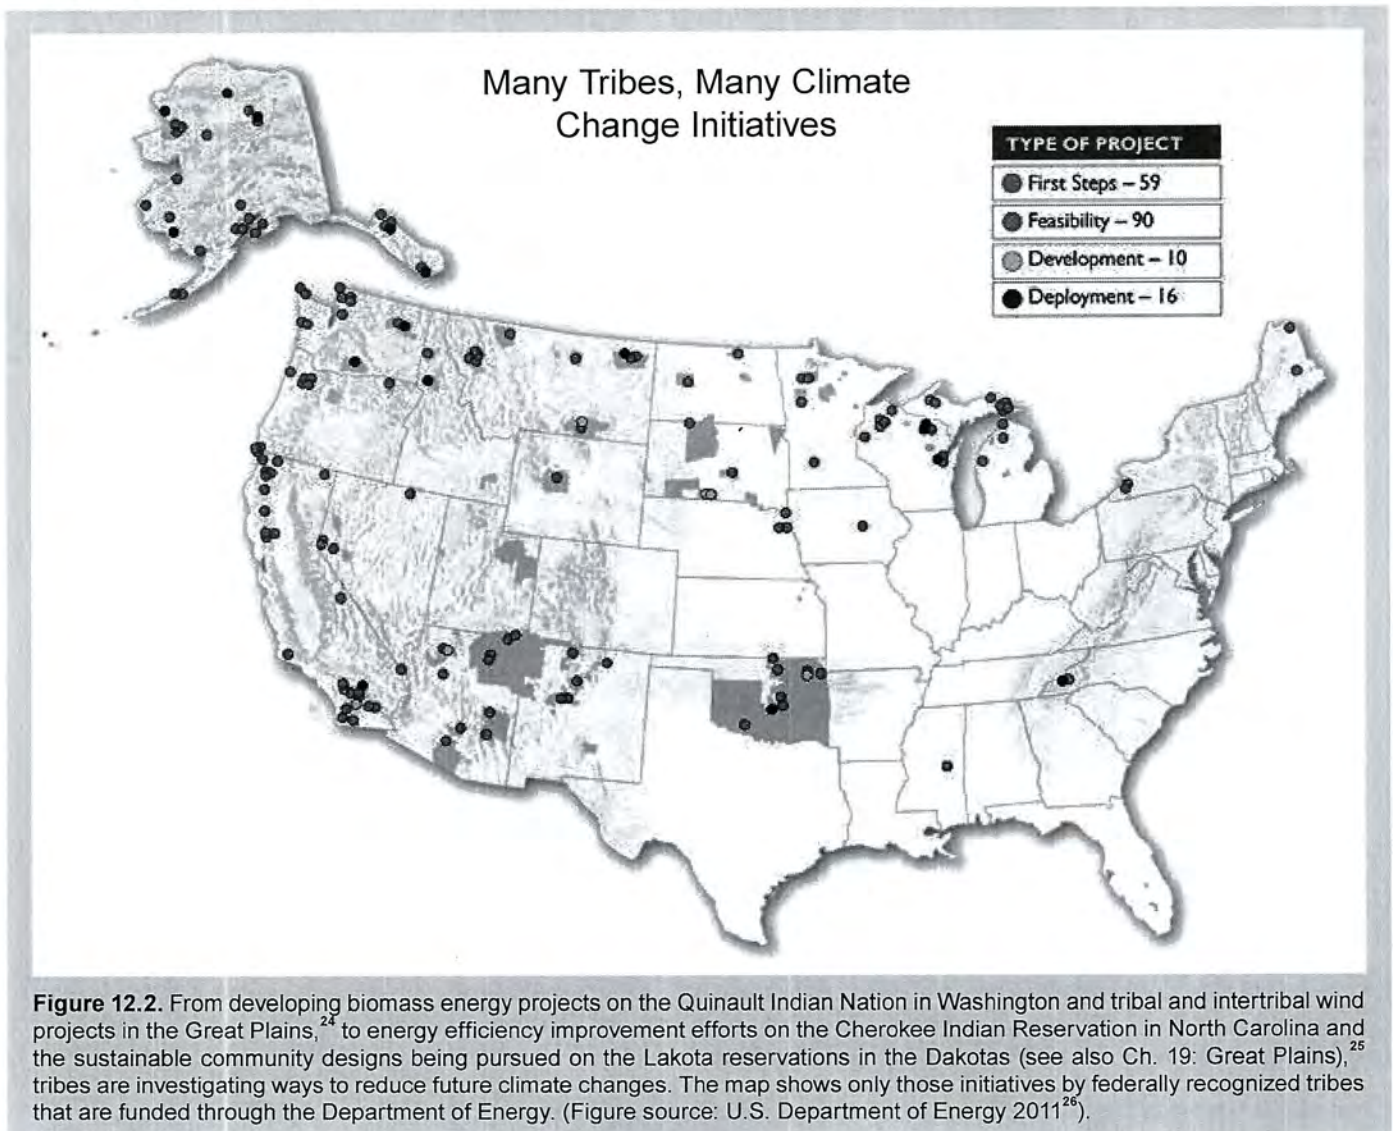 Many Tribes, Many Climate
Change Initiatives
TYPE OF PROJECT
First Steps – 59
Feasibility – 90
Development – 10
Deployment – 16
Figure 12.2. From developing biomass energy projects on the Quinault Indian Nation in Washington and tribal and intertribal wind
projects in the Great Plains,24 to energy efficiency improvement efforts on the Cherokee Indian Reservation in North Carolina and
the sustainable community designs being pursued on the Lakota reservations in the Dakotas (see also Ch. 19: Great Plains),25
tribes are investigating ways to reduce future climate changes. The map shows only those initiatives by federally recognized tribes
that are funded through the Department of Energy. (Figure source: U.S. Department of Energy 201126).